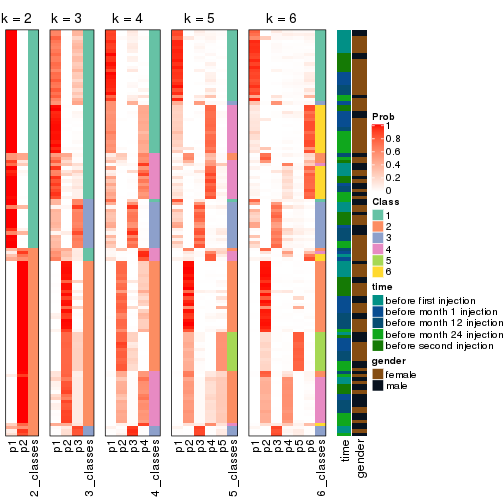 k = 2 k = 3 k = 4 k = 5 k = 6
Prob
1
0.8
0.6
0.4
0.2
0
Class
1
2
3
4
5
6
time
before first injection
before month 1 injection
before month 12 injection
before month 24 injection
before second injection
gender
female
male
p1 p2 2_classes p1 p2 p3 3_classes p1 p2 p3 p4 4_classes p1 p2 p3 p4 p5 5_classes p1 p2 p3 p4 p5 p6 6_classes time gender